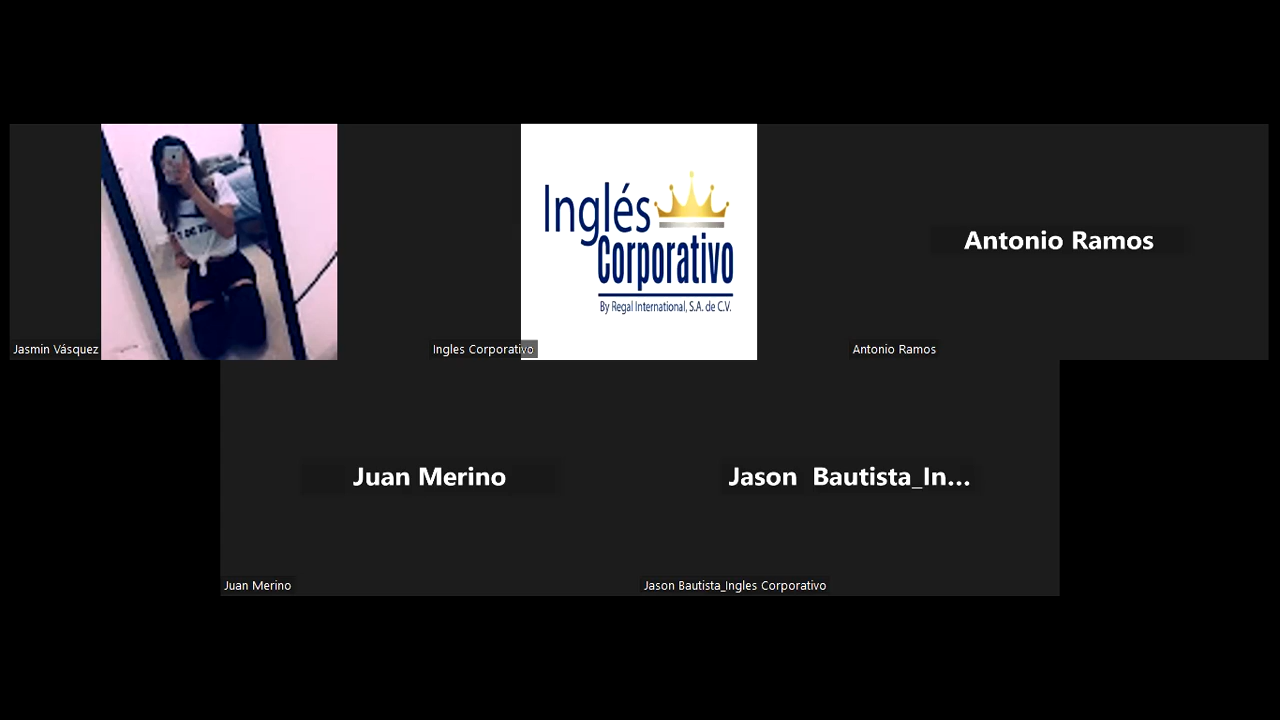 Inglés
Corporativo
By Regal International, S.A. de C.V.
Antonio Ramos
Jasmin Vásquez
Ingles Corporativo
Antonio Ramos
Juan Merino
Jason Bautista_In...
Juan Merino
Jason Bautista_Ingles Corporativo